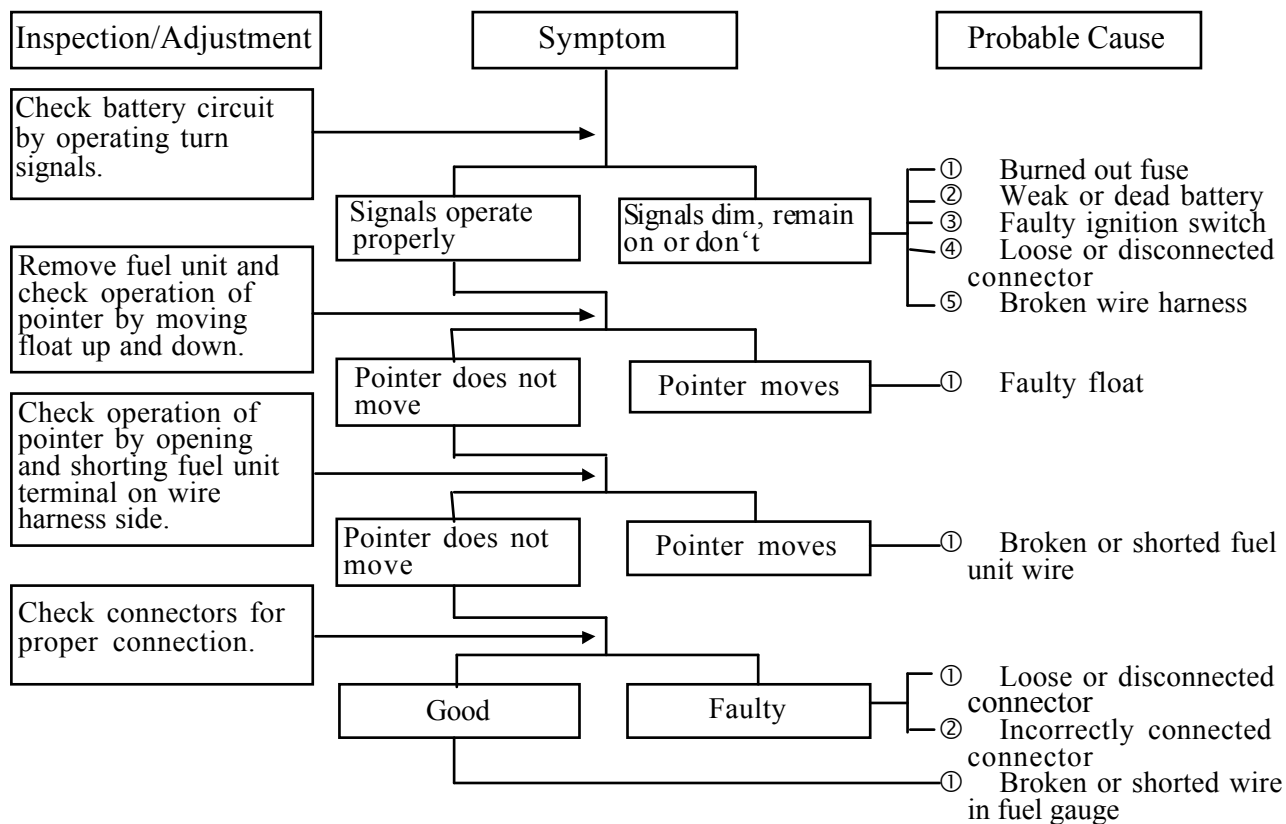 Inspection/Adjustment
Symptom
Probable Cause
Check battery circuit
by operating turn
signals.
Signals operate
properly
Signals dim, remain
on or don‘t
① Burned out fuse
② Weak or dead battery
③ Faulty ignition switch
④ Loose or disconnected
connector
⑤ Broken wire harness
Remove fuel unit and
check operation of
pointer by moving
float up and down.
Pointer does not
move
Pointer moves
① Faulty float
Check operation of
pointer by opening
and shorting fuel unit
terminal on wire
harness side.
Pointer does not
move
Pointer moves
① Broken or shorted fuel
unit wire
Check connectors for
proper connection.
Good
Faulty
① Loose or disconnected
connector
② Incorrectly connected
connector
① Broken or shorted wire
in fuel gauge